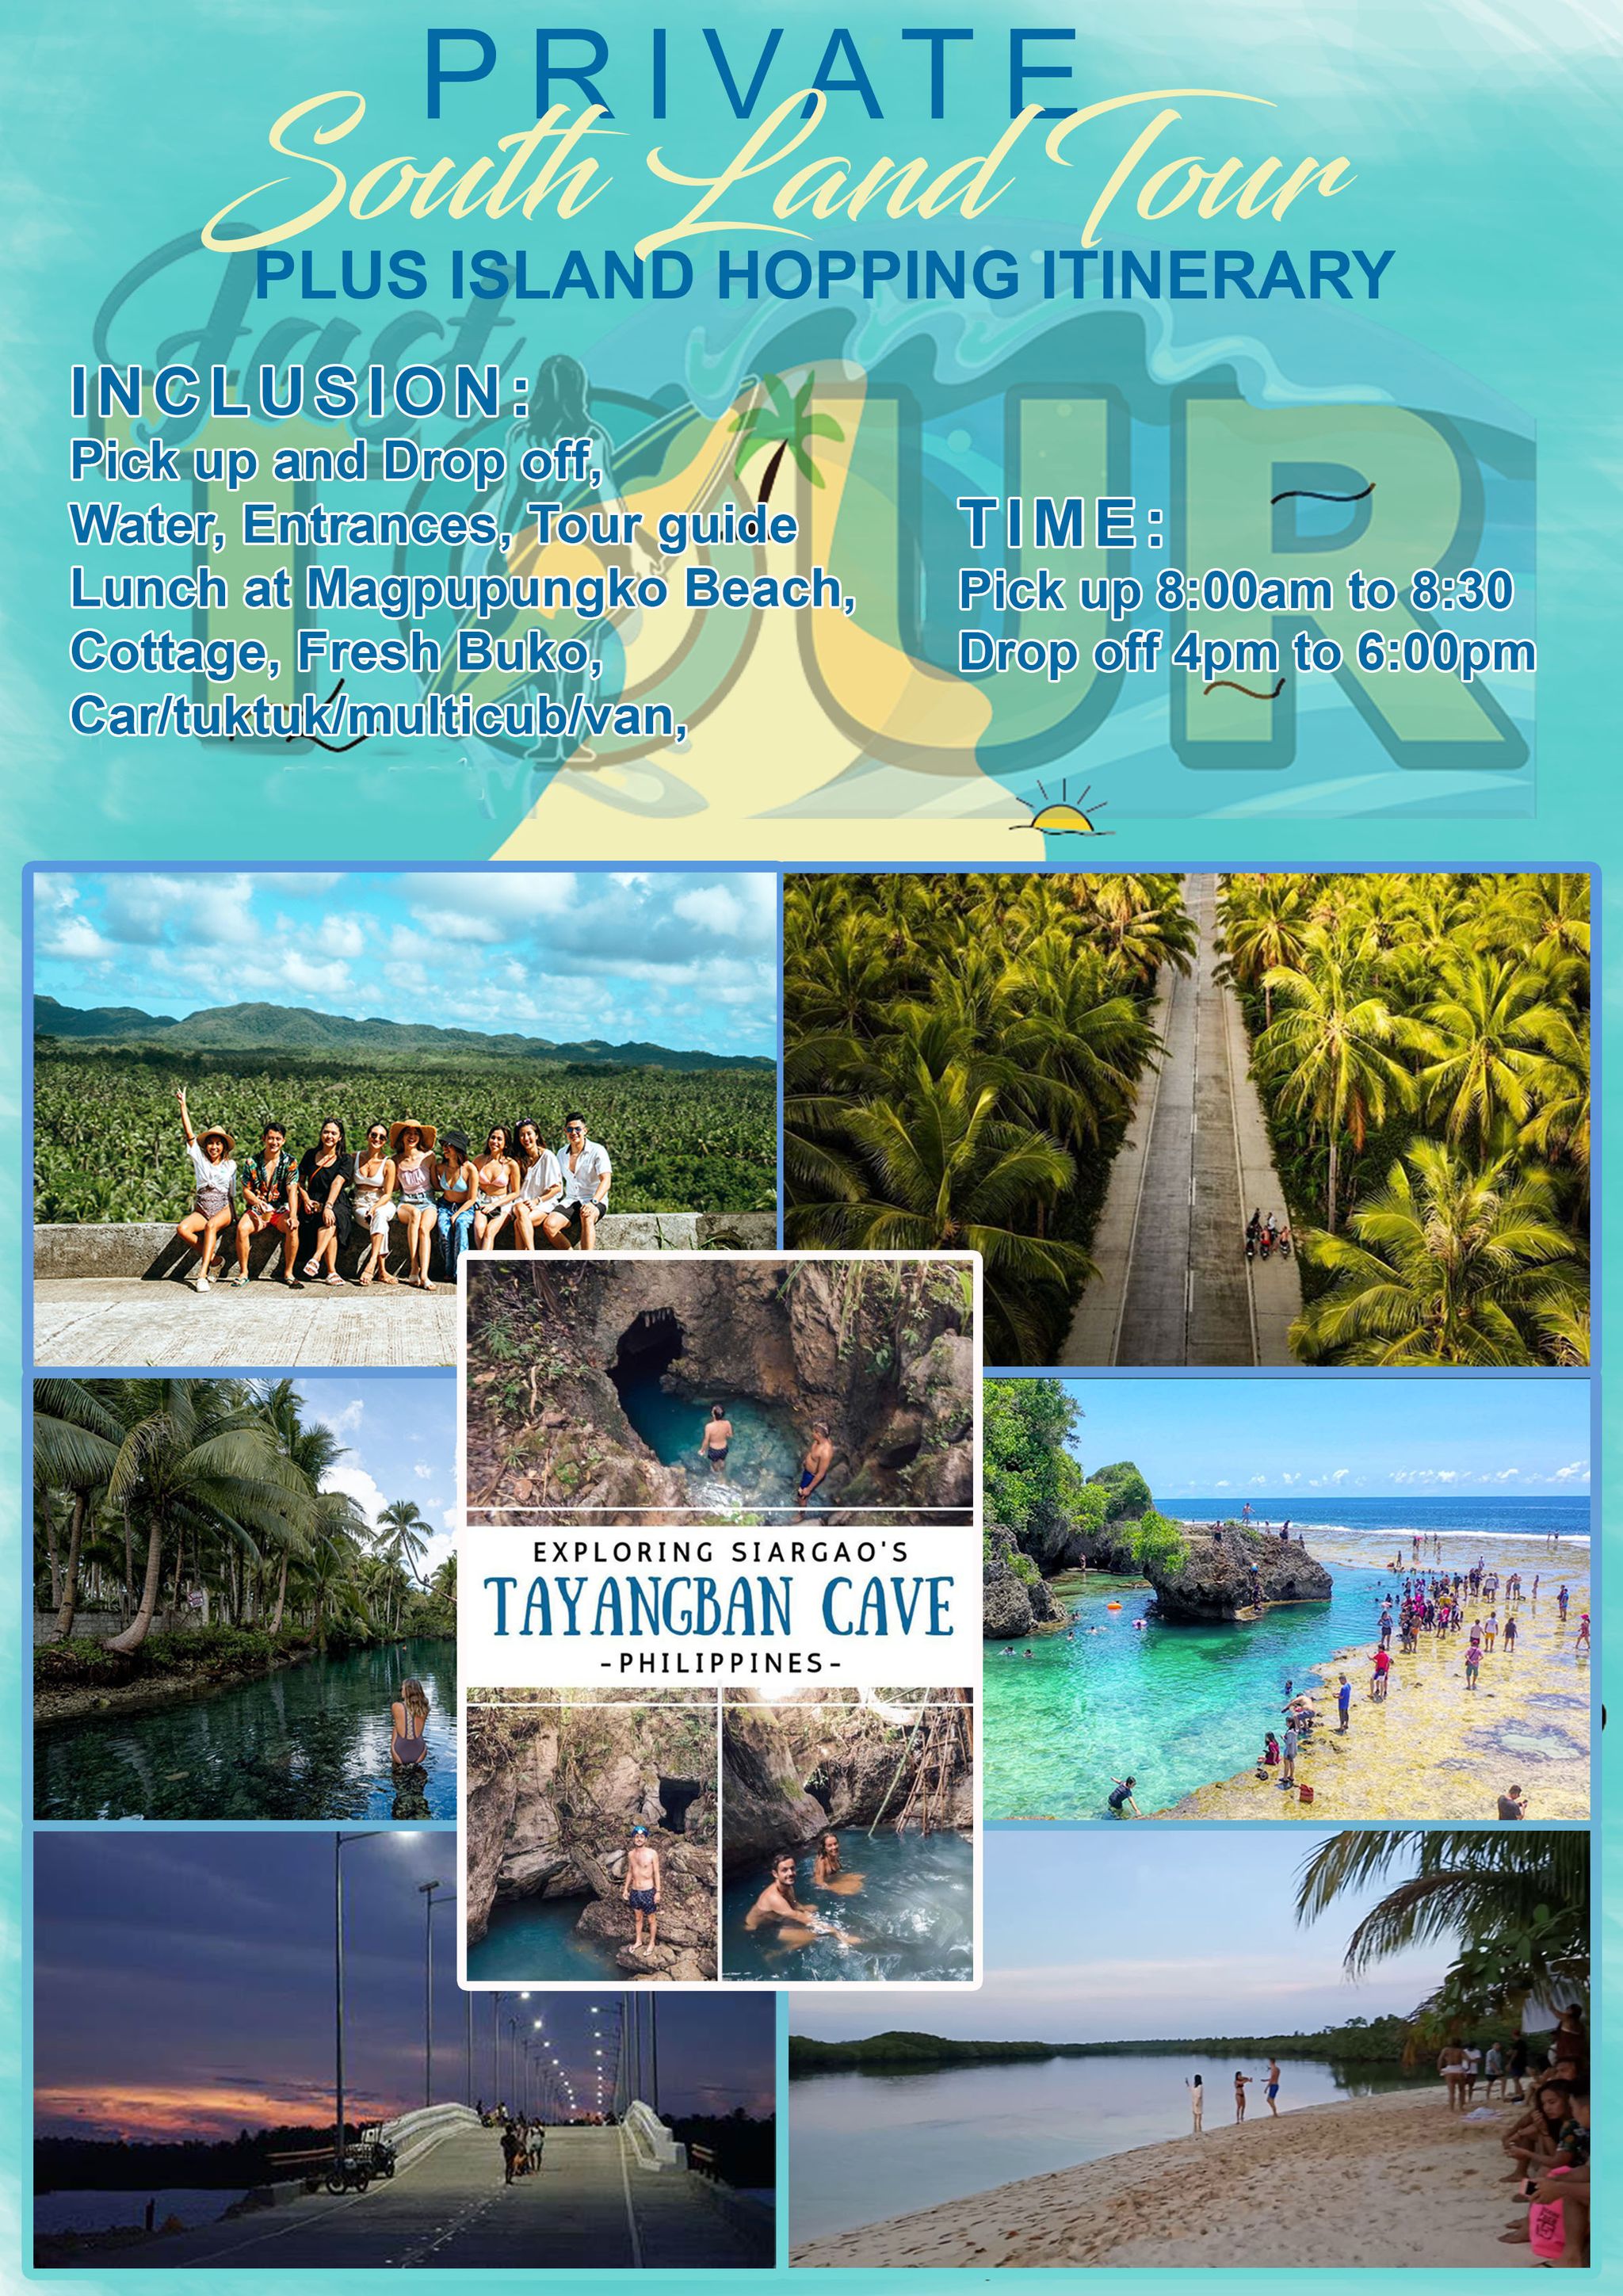 PRIVATE
South Land Tour
PLUS ISLAND HOPPING ITINERARY
Fact
TOUR
INCLUSION:
Pick up and Drop off,
Water, Entrances, Tour guide
Lunch at Magpupungko Beach,
Cottage, Fresh Buko,
Car/tuktuk/multicub/van,
TIME:
Pick up 8:00am to 8:30
Drop off 4pm to 6:00pm
EXPLORING SIARGAO'S
TAYANGBAN CAVE
-PHILIPPINES-